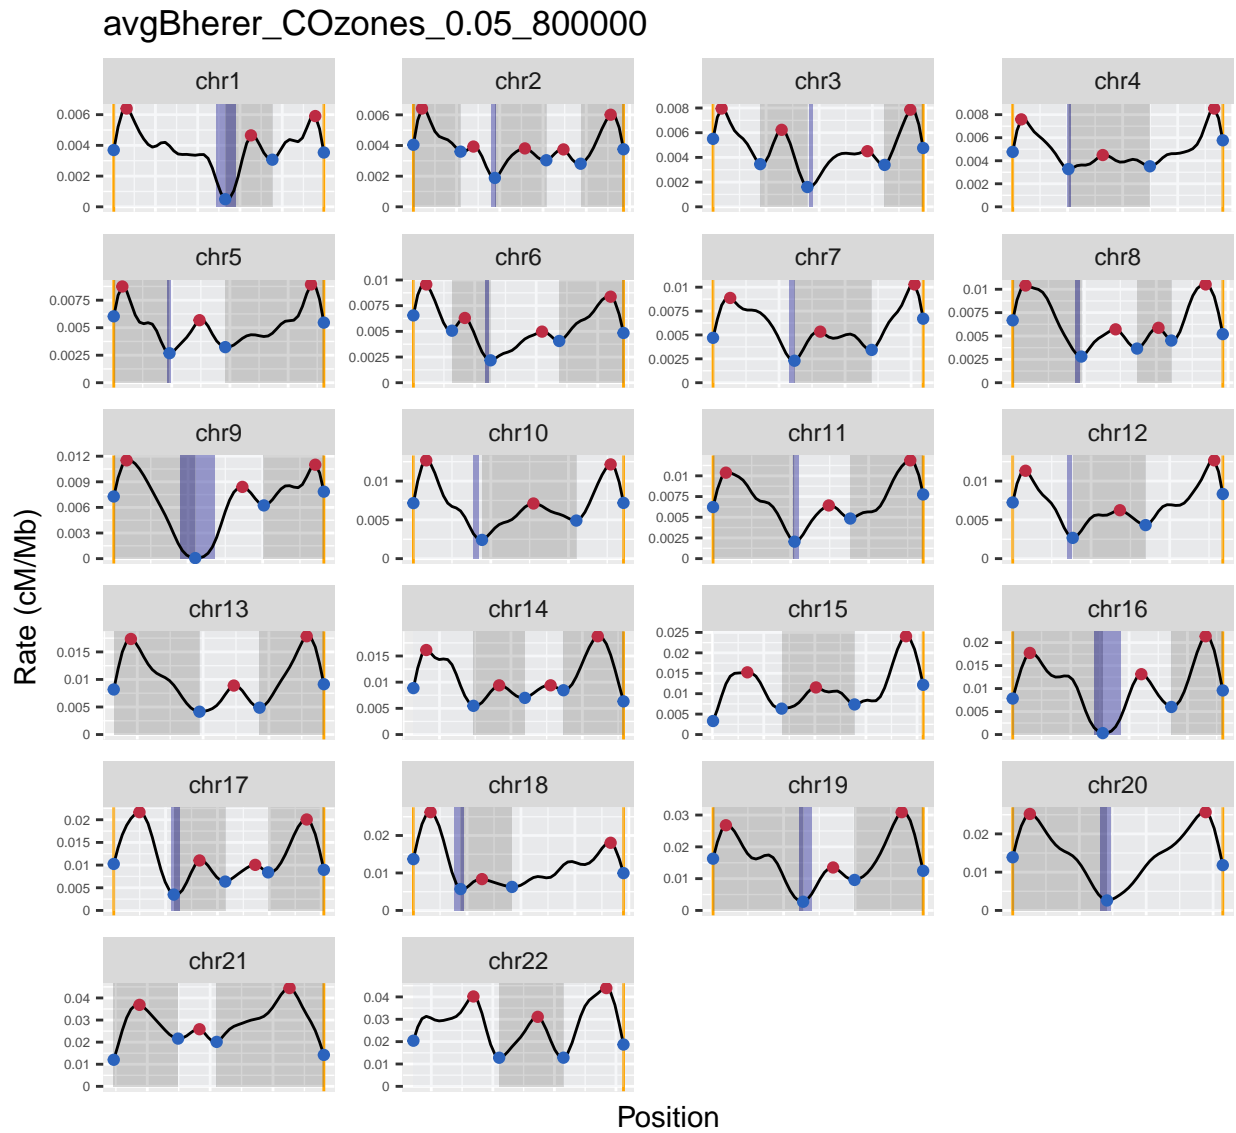 avgBherer_COzones_0.05_800000
chr1 chr2 chr3 chr4
0.006 0.004 0.002 0
0.006 0.004 0.002 0
0.008 0.006 0.004 0.002 0
0.008 0.006 0.004 0.002 0
chr5 chr6 chr7 chr8
0.0075 0.005 0.0025 0
0.01 0.0075 0.005 0.0025 0
0.01 0.0075 0.005 0.0025 0
0.01 0.005 0
chr9 chr10 chr11 chr12
0.012 0.009 0.006 0.003 0
0.01 0.005 0
0.01 0.0075 0.005 0.0025 0
0.01 0.005 0
chr13 chr14 chr15 chr16
0.015 0.01 0.005 0
0.015 0.01 0.005 0
0.025 0.02 0.015 0.01 0.005 0
0.02 0.015 0.01 0.005 0
chr17 chr18 chr19 chr20
0.02 0.015 0.01 0.005 0
0.02 0.01 0
0.03 0.02 0.01 0
0.02 0.01 0
chr21 chr22
0.04 0.03 0.02 0.01 0
0.04 0.03 0.02 0.01 0
Rate (cM/Mb)
Position